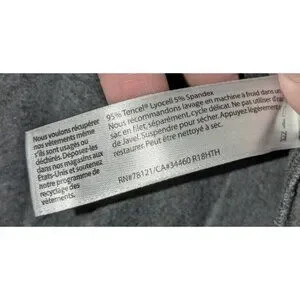 Nous voulons récupérer
nos vêtements même
s'ils sont usagés ou
déchirés. Déposez-les
dans nos magasins aux
États-Unis et soutenez
notre programme de
recyclage des
vêtements.
95% Tencel® Lyocell 5% Spandex
Nous recommandons lavage en machine à froid dans un
sac en filet, séparément, cycle délicat. Ne pas utiliser d'
de Javel. Suspendre pour sécher. Appuyez légèrement
restaurer. Peut être nettoyé à sec.
RN#78121/CA#34460 R18HTH